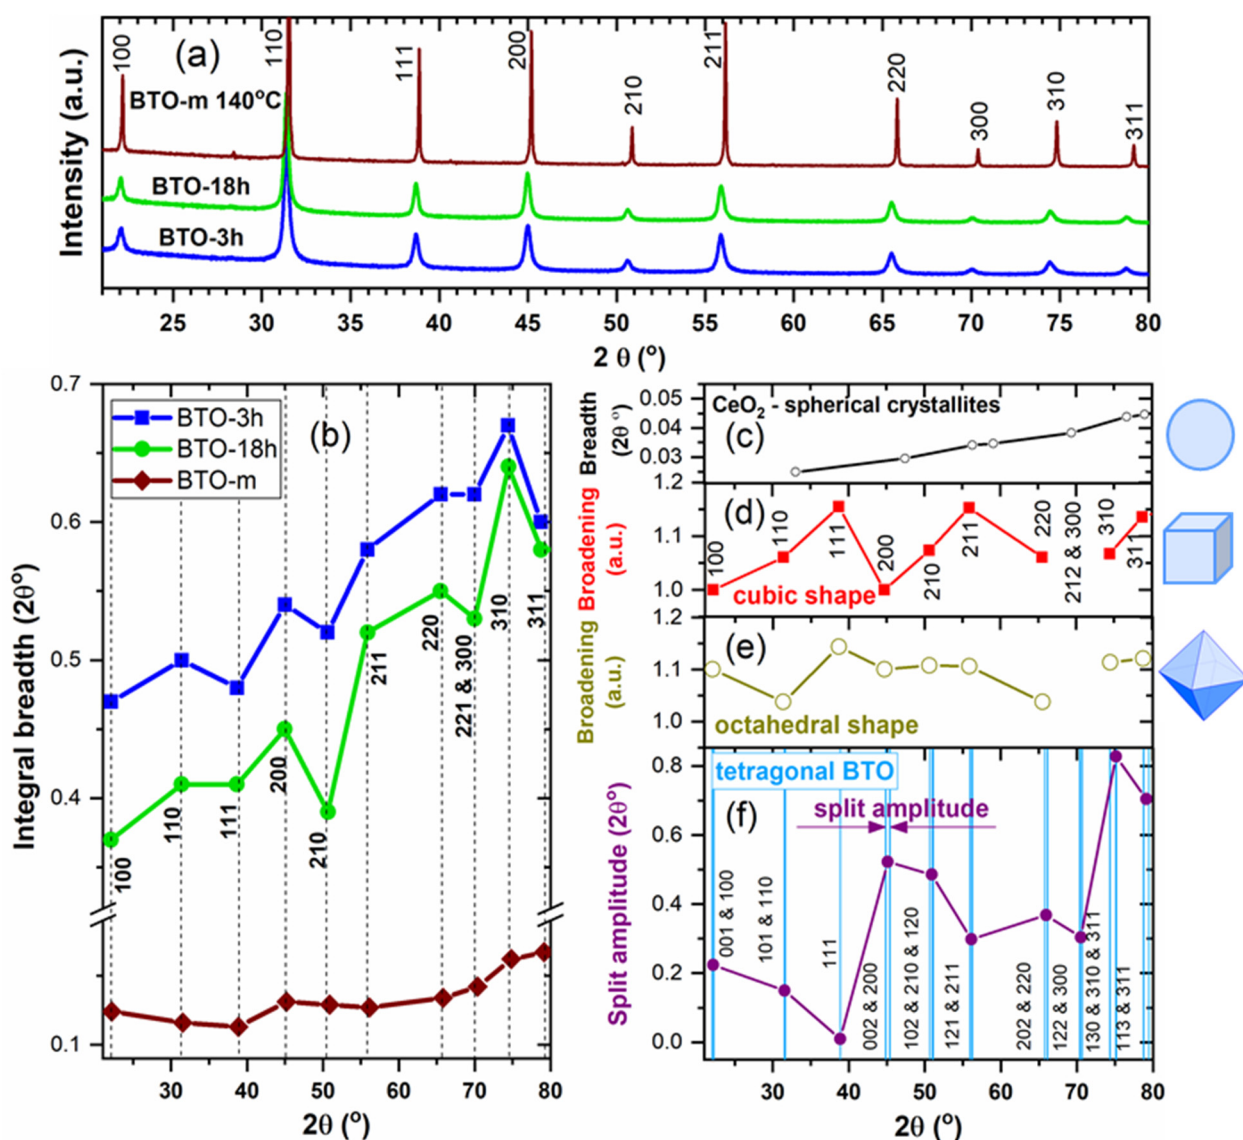 (a)
Intensity (a.u.)
100
110
111
200
210
211
220
300
310
311
BTO-m 140°C
BTO-18h
BTO-3h
25 30 35 40 45 50 55 60 65 70 75 80
2 θ (°)
(b)
Integral breadth (2θ°)
0.7
0.6
0.5
0.4
0.1
BTO-3h
BTO-18h
BTO-m
100
110
111
200
210
211
220
221 & 300
310
311
30 40 50 60 70 80
2θ (°)
Breadth
(2θ °)
CeO2 - spherical crystallites
(c)
0.05
0.04
0.03
1.2
Broadening
(a.u.)
(d)
1.1
1.0
1.2
100
110
111
200
210
211
220
212 & 300
310
311
cubic shape
Broadening
(a.u.)
(e)
1.1
1.0
octahedral shape
Split amplitude (2θ°)
0.8
0.6
0.4
0.2
0.0
tetragonal BTO
(f)
split amplitude
001 & 100
101 & 110
111
002 & 200
102 & 210 & 120
121 & 211
202 & 220
122 & 300
130 & 310 & 311
113 & 311
30 40 50 60 70 80
2θ (°)